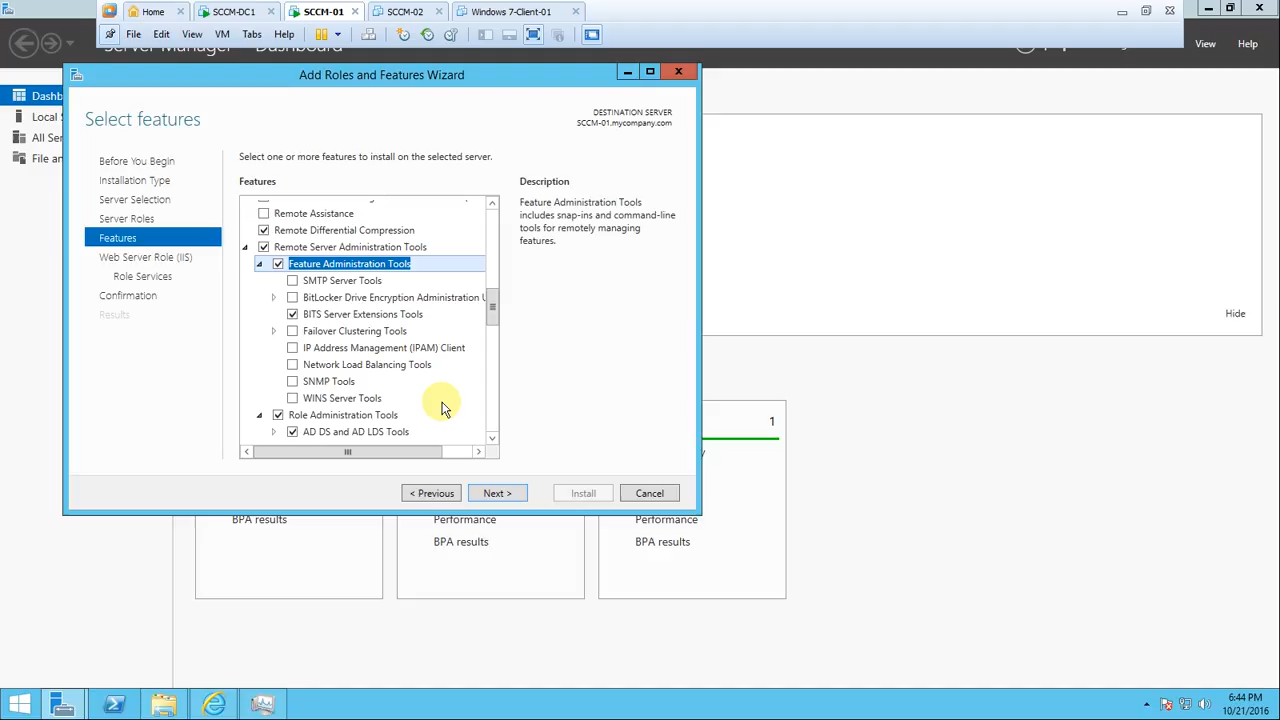 Home
SCCM-DC1
SCCM-01
SCCM-02
Windows 7-Client-01
File
Edit
View
VM
Tabs
Help
View
Help
Add Roles and Features Wizard
Dashb
Local S
All Ser
File an
Select features
DESTINATION SERVER
SCCM-01.mycompany.com
Before You Begin
Installation Type
Server Selection
Server Roles
Features
Web Server Role (IIS)
Role Services
Confirmation
Results
Select one or more features to install on the selected server.
Features
Remote Assistance
Remote Differential Compression
Remote Server Administration Tools
Feature Administration Tools
SMTP Server Tools
BitLocker Drive Encryption Administration U
BITS Server Extensions Tools
Failover Clustering Tools
IP Address Management (IPAM) Client
Network Load Balancing Tools
SNMP Tools
WINS Server Tools
Role Administration Tools
AD DS and AD LDS Tools
Description
Feature Administration Tools
includes snap-ins and command-line
tools for remotely managing
features.
< Previous
Next >
Install
Cancel
Hide
1
BPA results
Performance
BPA results
Performance
BPA results
6:44 PM
10/21/2016